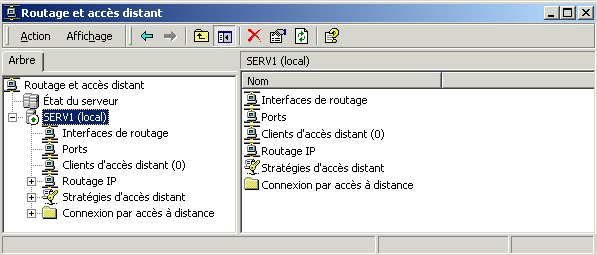 Routage et accès distant
Action Affichage
Arbre
SERV1 (local)
Routage et accès distant
État du serveur
SERV1 (local)
Interfaces de routage
Ports
Clients d'accès distant (0)
Routage IP
Stratégies d'accès distant
Connexion par accès à distance
Nom
Interfaces de routage
Ports
Clients d'accès distant (0)
Routage IP
Stratégies d'accès distant
Connexion par accès à distance